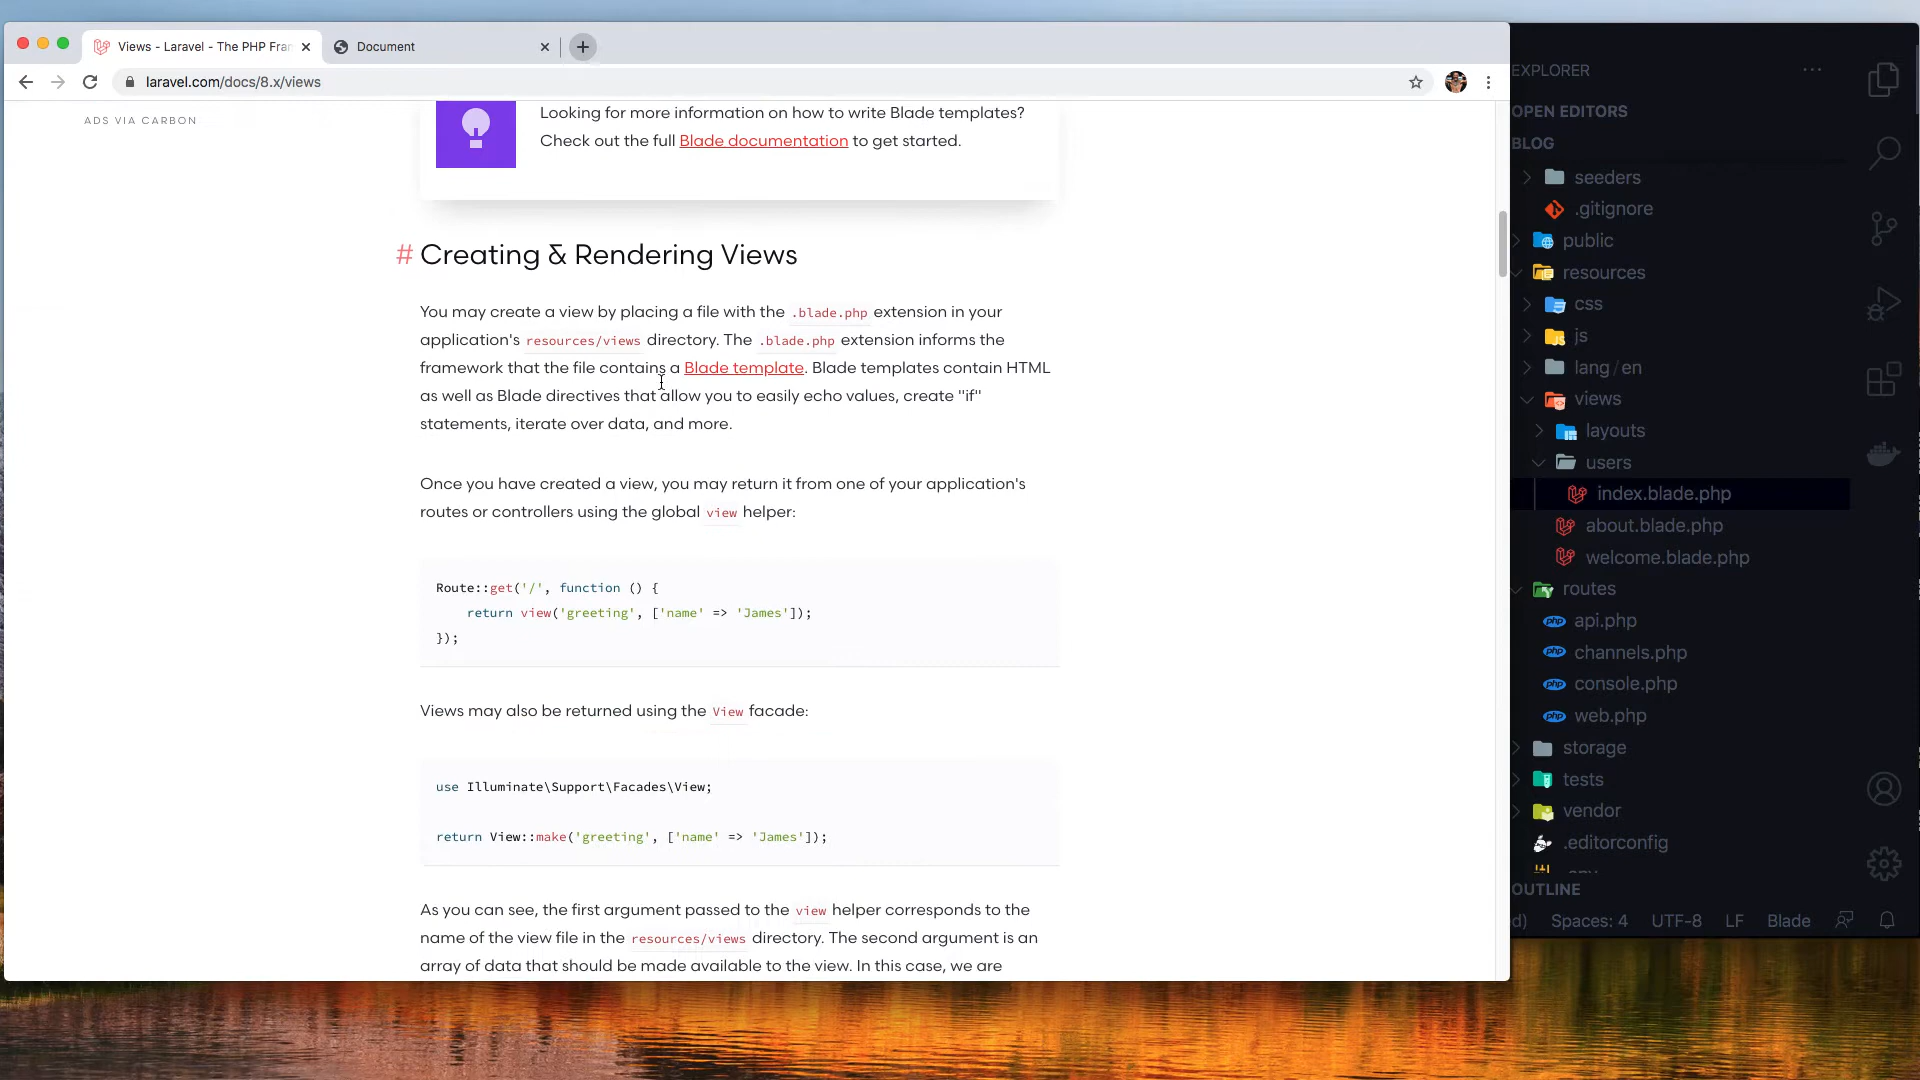 Views - Laravel - The PHP Fra
Document
laravel.com/docs/8.x/views
ADS VIA CARBON
Looking for more information on how to write Blade templates?
Check out the full Blade documentation to get started.
# Creating & Rendering Views
You may create a view by placing a file with the .blade.php extension in your
application's resources/views directory. The .blade.php extension informs the
framework that the file contains a Blade template. Blade templates contain HTML
as well as Blade directives that allow you to easily echo values, create "if"
statements, iterate over data, and more.
Once you have created a view, you may return it from one of your application's
routes or controllers using the global view helper:
Route::get('/', function () {
return view('greeting', ['name' => 'James']);
});
Views may also be returned using the View facade:
use Illuminate\Support\Facades\View;
return View::make('greeting', ['name' => 'James']);
As you can see, the first argument passed to the view helper corresponds to the
name of the view file in the resources/views directory. The second argument is an
array of data that should be made available to the view. In this case, we are
EXPLORER
OPEN EDITORS
BLOG
seeders
.gitignore
public
resources
css
js
lang/en
views
layouts
users
index.blade.php
about.blade.php
welcome.blade.php
routes
php api.php
php channels.php
php console.php
php web.php
storage
tests
vendor
.editorconfig
OUTLINE
d) Spaces: 4 UTF-8 LF Blade